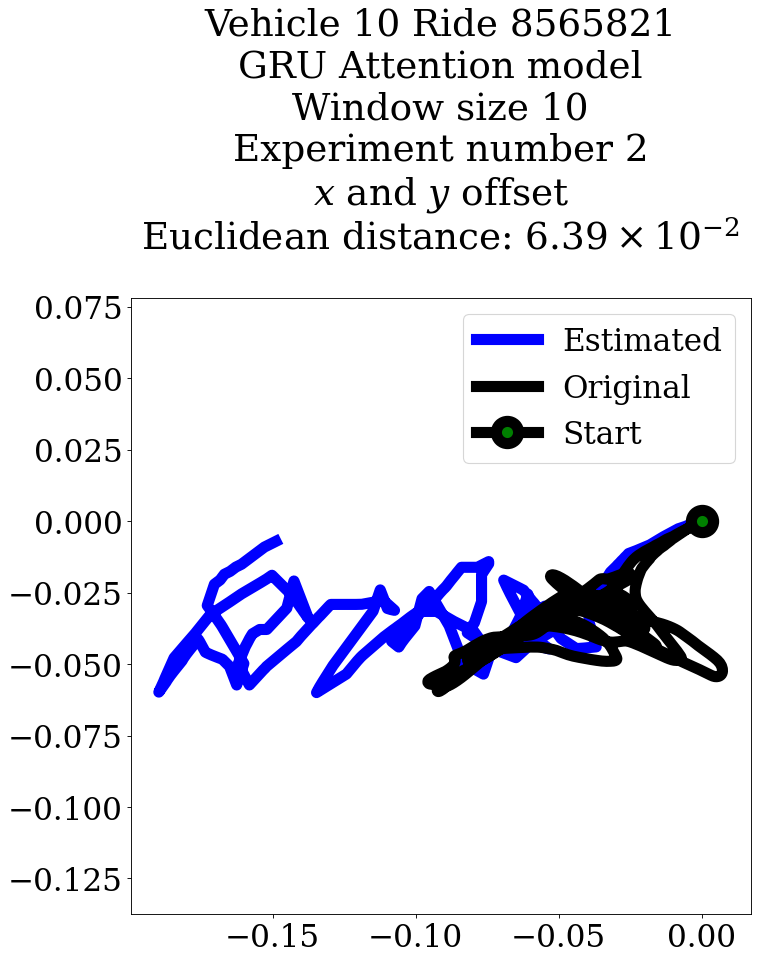 Vehicle 10 Ride 8565821
GRU Attention model
Window size 10
Experiment number 2
x and y offset
Euclidean distance: 6.39 × 10⁻²
0.075
Estimated
0.050
Original
0.025
Start
0.000
−0.025
−0.050
−0.075
−0.100
−0.125
−0.15 −0.10 −0.05 0.00